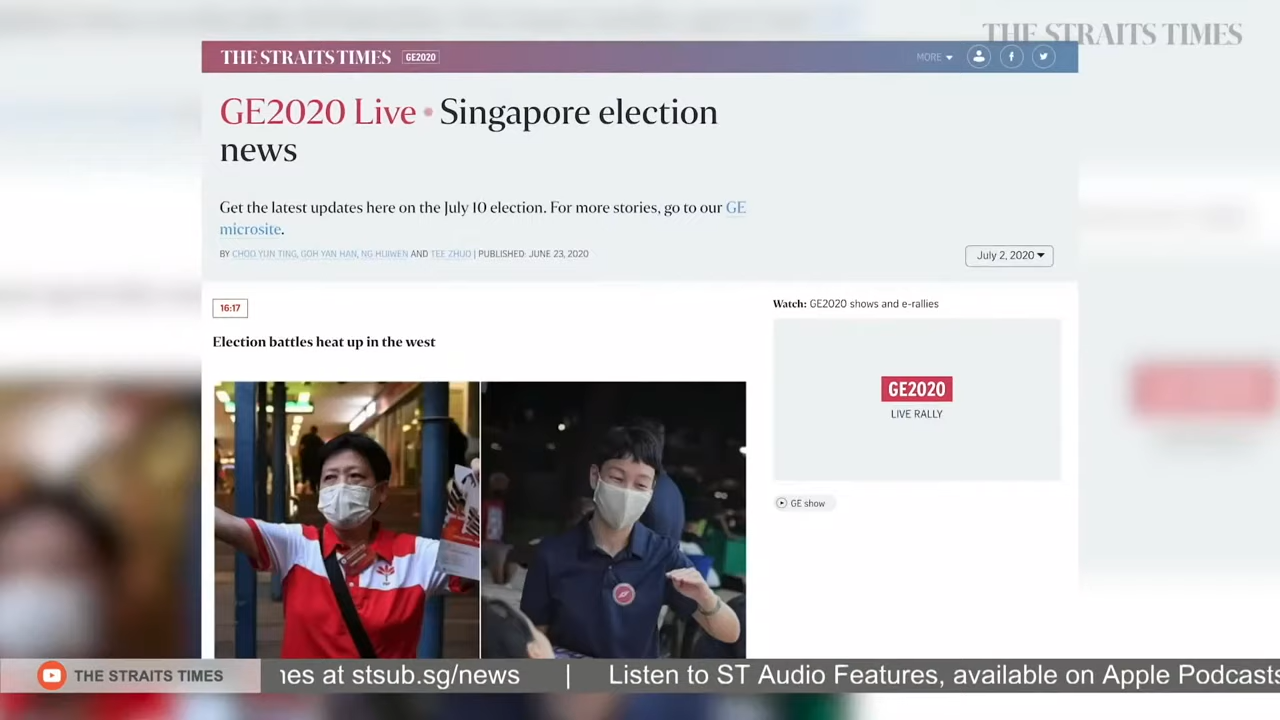 THE STRAITS TIMES
THE STRAITS TIMES GE2020 MORE
GE2020 Live • Singapore election
news
Get the latest updates here on the July 10 election. For more stories, go to our GE
microsite.
BY CHOO YUN TING, GOH YAN HAN, NG HUIWEN AND TEE ZHUO | PUBLISHED: JUNE 23, 2020
July 2, 2020
16:17
Watch: GE2020 shows and e-rallies
Election battles heat up in the west
GE2020
LIVE RALLY
GE show
THE STRAITS TIMES
nes at stsub.sg/news | Listen to ST Audio Features, available on Apple Podcasts